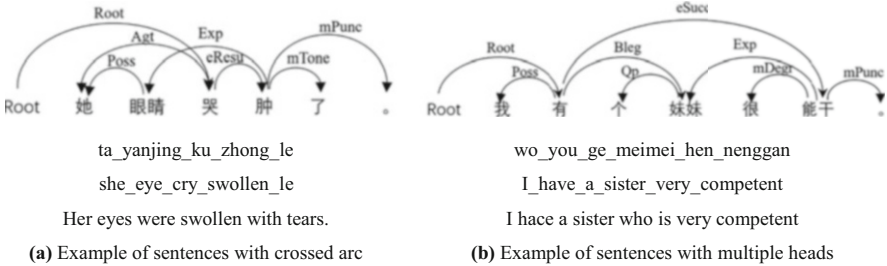 Root
mPunc
Agt
Exp
Poss
eResu
mTone
Root 她 眼睛 哭 肿 了 。
ta_yanjing_ku_zhong_le
she_eye_cry_swollen_le
Her eyes were swollen with tears.
(a) Example of sentences with crossed arc
eSucc
Root
Bleg
Exp
Poss
Qp
mDegr
mPunc
Root 我 有 个 妹妹 很 能干 。
wo_you_ge_meimei_hen_nenggan
I_have_a_sister_very_competent
I hace a sister who is very competent
(b) Example of sentences with multiple heads